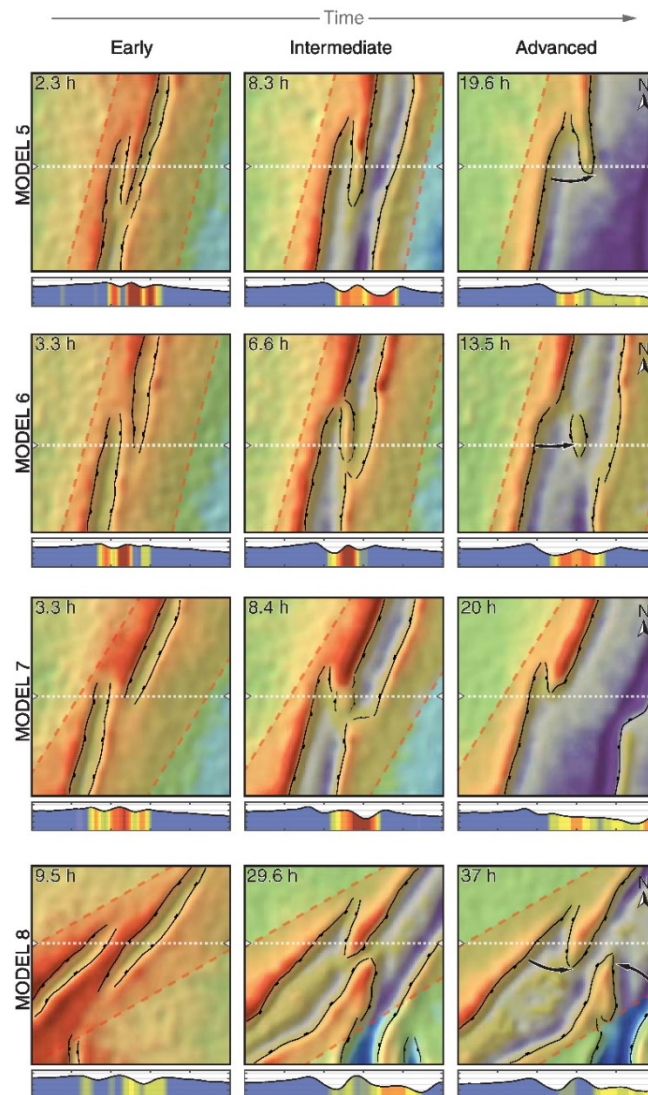 Time
Early Intermediate Advanced
MODEL 5
2.3 h 8.3 h 19.6 h N
MODEL 6
3.3 h 6.6 h 13.5 h N
MODEL 7
3.3 h 8.4 h 20 h N
MODEL 8
9.5 h 29.6 h 37 h N